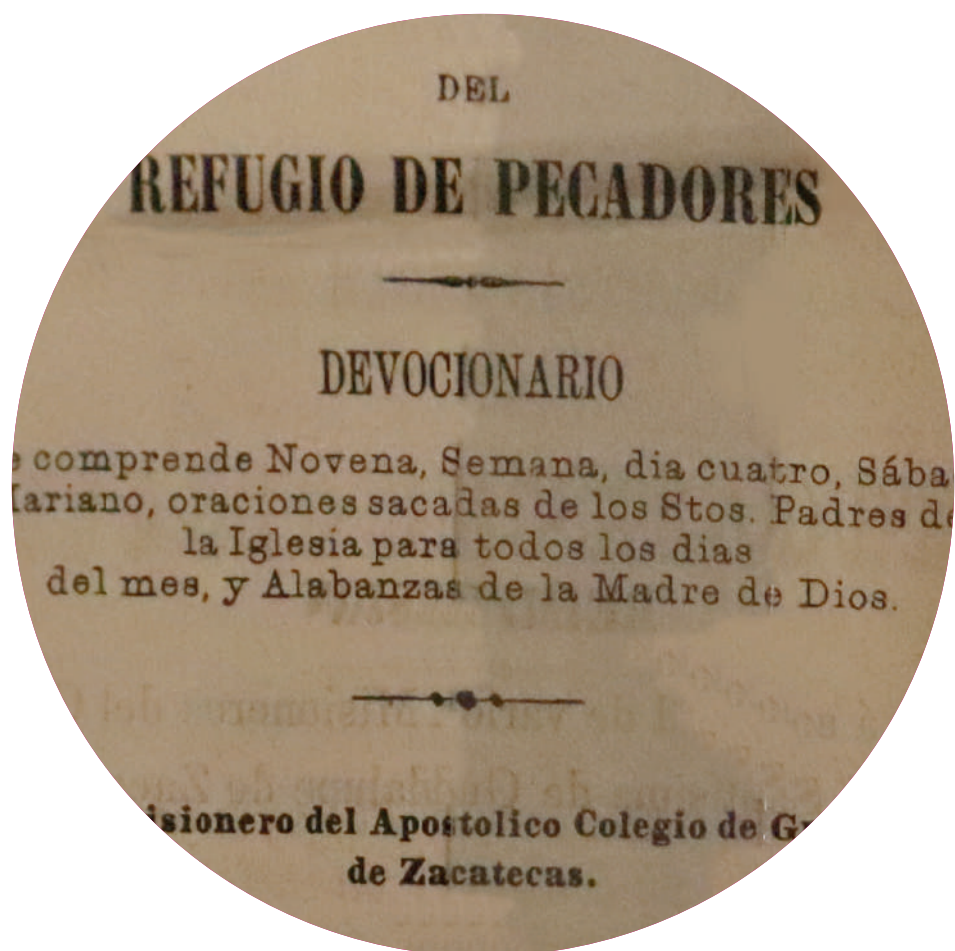 DEL
REFUGIO DE PECADORES
DEVOCIONARIO
comprende Novena, Semana, dia cuatro, Sába
ariano, oraciones sacadas de los Stos. Padres de
la Iglesia para todos los dias
del mes, y Alabanzas de la Madre de Dios.
isionero del Apostolico Colegio de
de Zacatecas.